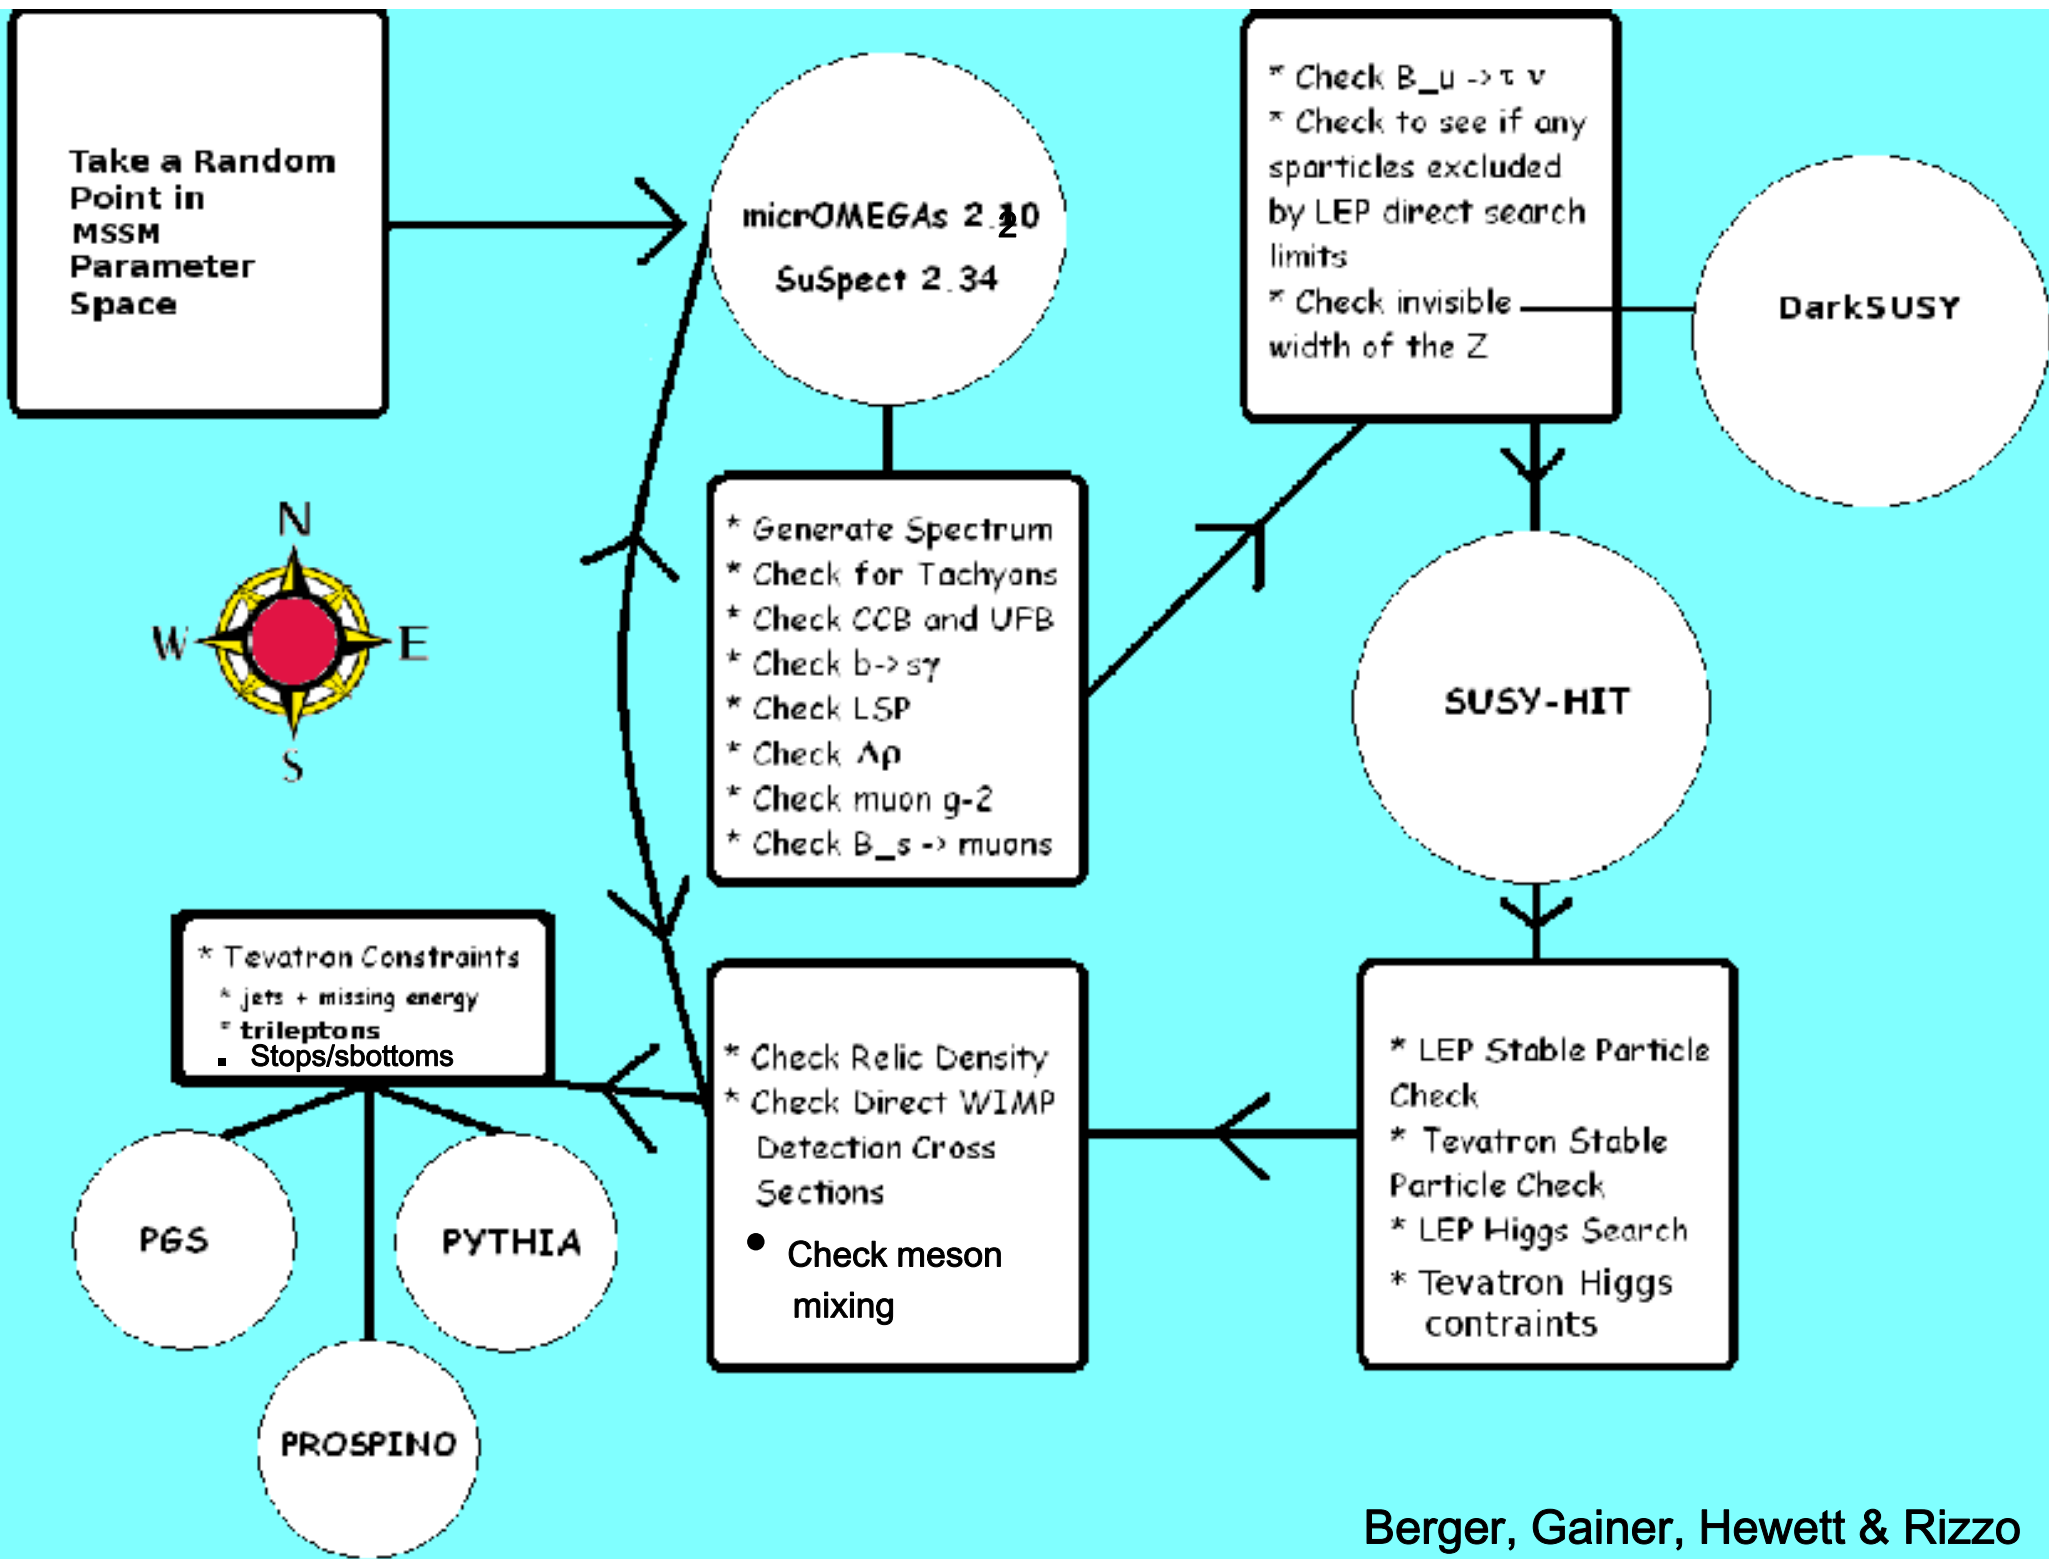 Take a Random
Point in
MSSM
Parameter
Space
micrOMEGAs
SuSpect 2.34
* Check B_u -> τ ν
* Check to see if any
sparticles excluded
by LEP direct search
limits
* Check invisible
width of the Z
DarkSUSY
N
W
E
S
* Generate Spectrum
* Check for Tachyons
* Check CCB and UFB
* Check b-> sγ
* Check LSP
* Check Δρ
* Check muon g-2
* Check B_s -> muons
SUSY-HIT
* Tevatron Constraints
* jets + missing energy
* trileptons
▪ Stops/sbottoms
PGS
PYTHIA
PROSPINO
* Check Relic Density
* Check Direct WIMP
Detection Cross
Sections
• Check meson
mixing
* LEP Stable Particle
Check
* Tevatron Stable
Particle Check
* LEP Higgs Search
* Tevatron Higgs
contraints
Berger, Gainer, Hewett & Rizzo